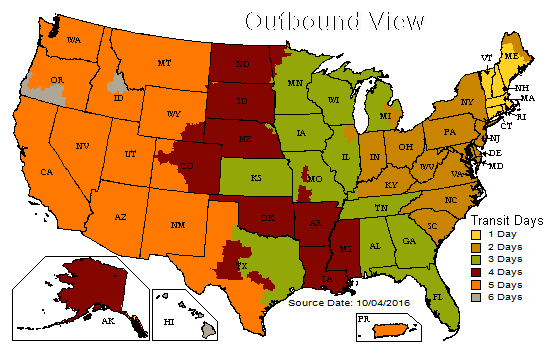 Outbound View
WA
MT
ND
MN
VT
ME
OR
ID
SD
WI
MI
NY
NH
MA
RI
CT
WY
NE
IA
PA
NJ
DE
MD
NV
UT
CO
KS
MO
IL
IN
OH
WV
VA
CA
KY
NC
TN
AZ
NM
OK
AR
MS
AL
GA
SC
TX
LA
FL
Transit Days
1 Day
2 Days
3 Days
4 Days
5 Days
6 Days
Source Date: 10/04/2016
AK
HI
PR